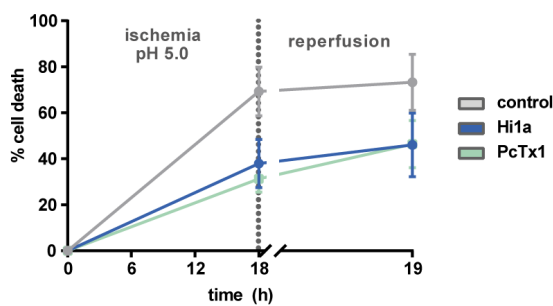 100
80
60
40
20
0
% cell death
ischemia
pH 5.0
reperfusion
control
Hi1a
PcTx1
0 6 12 18 19
time (h)